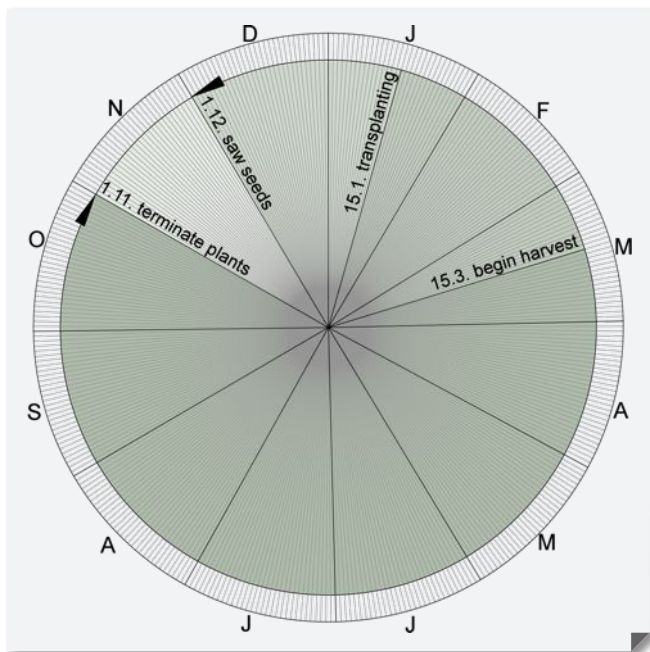 D
J
N
F
1.12. saw seeds
15.1. transplanting
1.11. terminate plants
O
M
15.3. begin harvest
S
A
A
M
J
J